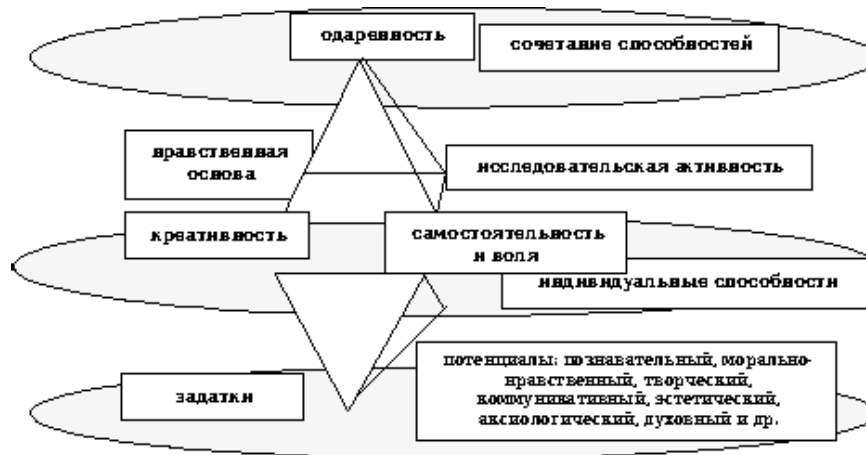 одаренность
сочетание способностей
нравственная
основа
исследовательская активность
креативность
самостоятельность
и воля
индивидуальные способности
задатки
потенциалы: познавательный, морально-
нравственный, творческий,
коммуникативный, эстетический,
аксиологический, духовный и др.